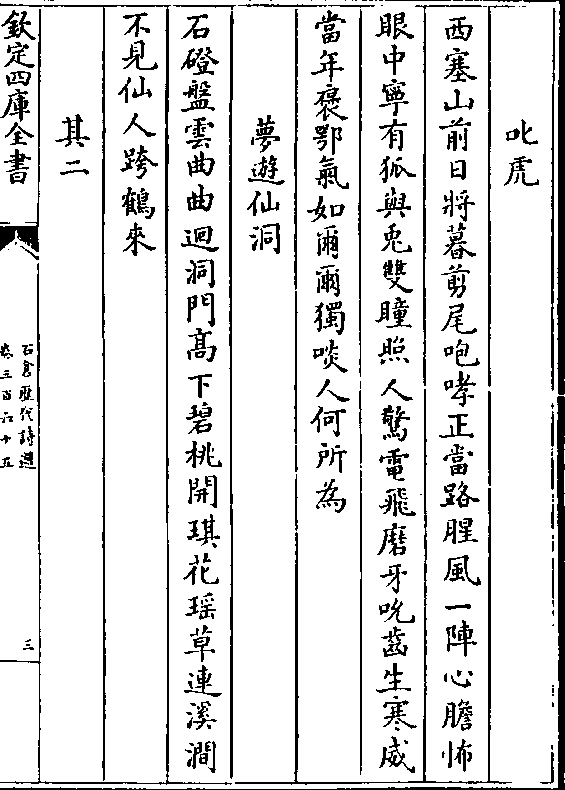 叱虎
西塞山前日將暮剪尾咆哮正當路腥風一陣心膽怖
眼中寧有狐與兎雙瞳照人驚電飛磨牙吮齒生寒威
當年褒鄂氣如爾爾獨啖人何所為
夢遊仙洞
石磴盤雲曲曲迴洞門髙下碧桃開琪花瑶草連溪澗
不見仙人跨鶴來
其二
欽定四庫全書
石倉歷代詩選
卷三百六十五
三